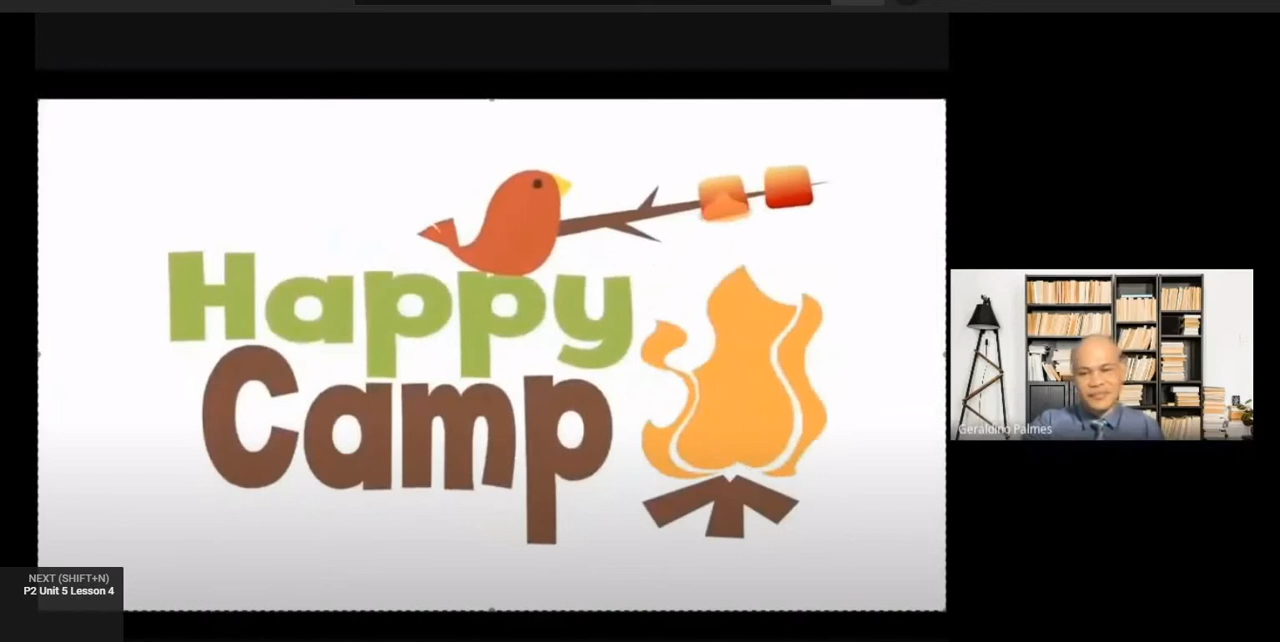 Happy
Camp
Geraldino Palmes
NEXT (SHIFT+N)
P2 Unit 5 Lesson 4